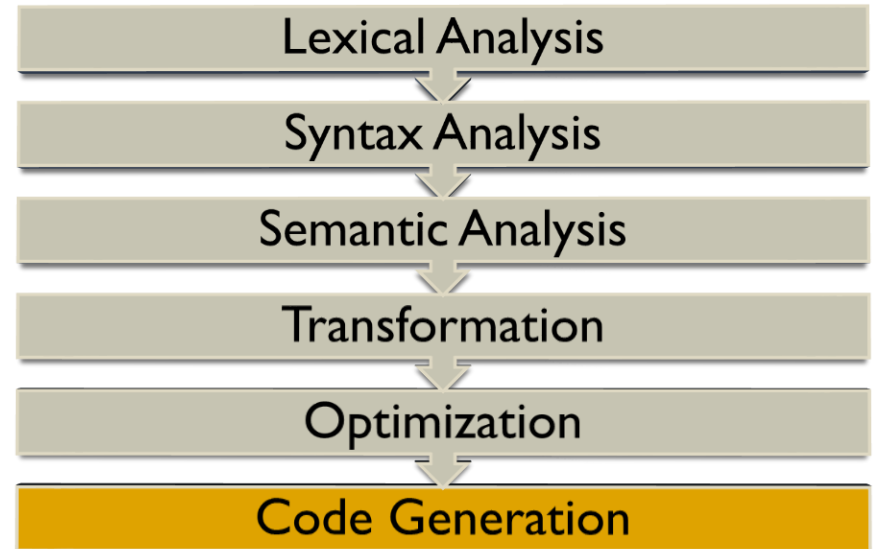 Lexical Analysis
Syntax Analysis
Semantic Analysis
Transformation
Optimization
Code Generation